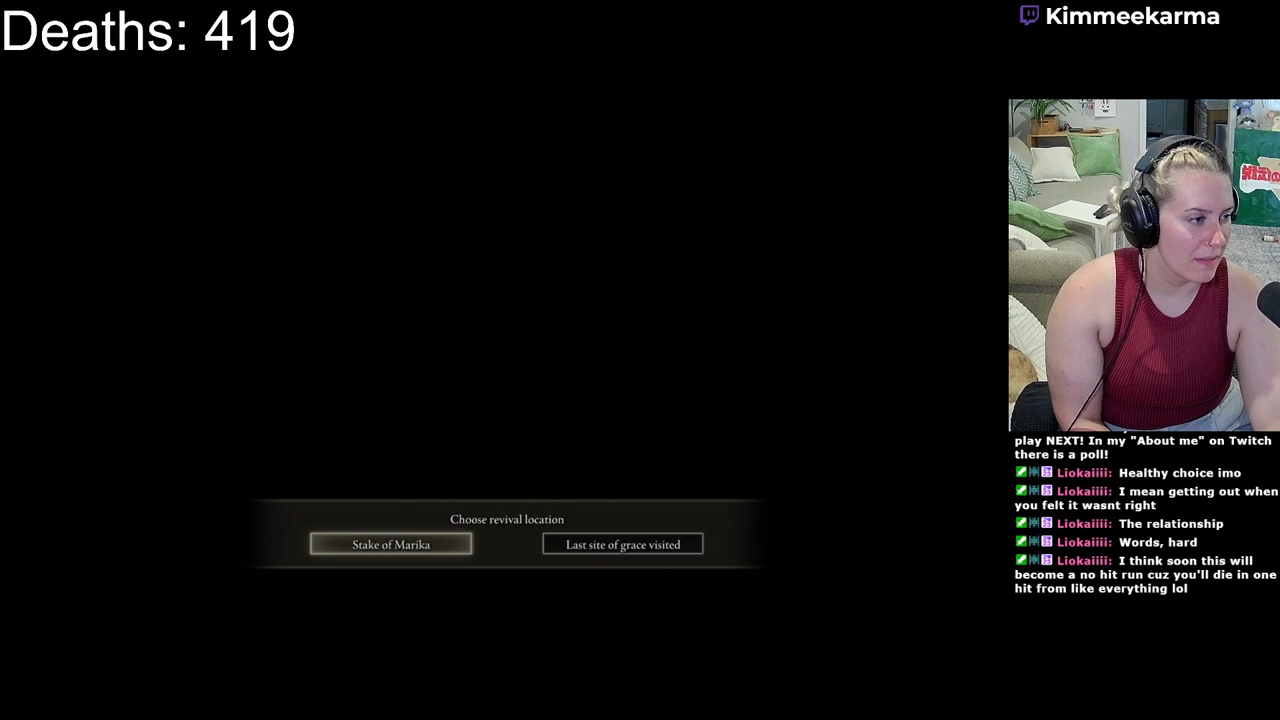 Deaths: 419
Kimmeekarma
play NEXT! In my "About me" on Twitch
there is a poll!
Liokaiiii: Healthy choice imo
Liokaiiii: I mean getting out when
you felt it wasnt right
Liokaiiii: The relationship
Liokaiiii: Words, hard
Liokaiiii: I think soon this will
become a no hit run cuz you'll die in one
hit from like everything lol
Choose revival location
Stake of Marika
Last site of grace visited